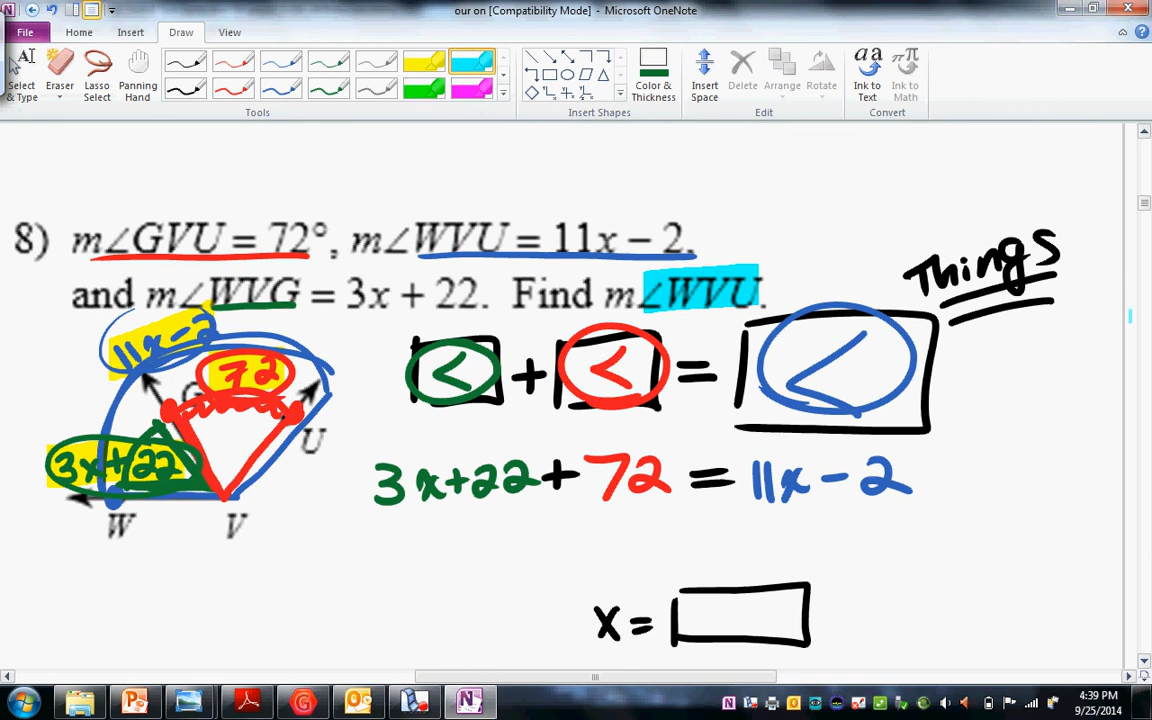 our on [Compatibility Mode] - Microsoft OneNote
File Home Insert Draw View
Select & Type
Eraser
Lasso Select
Panning Hand
Color & Thickness
Insert Space
Delete
Arrange
Rotate
Ink to Text
Ink to Math
Tools
Insert Shapes
Edit
Convert
8) m∠GVU = 72°, m∠WVU = 11x − 2,
and m∠WVG = 3x + 22. Find m∠WVU.
Things
11x-2
72
G
3x+22
U
W
V
< + < = <
3x+22+72 = 11x-2
x =
4:39 PM
9/25/2014